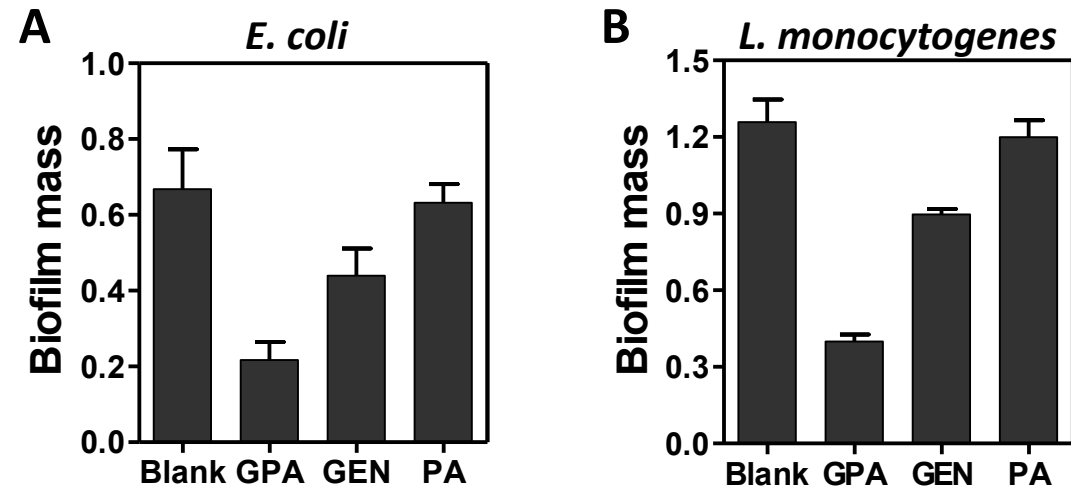 A
E. coli
Biofilm mass
1.0
0.8
0.6
0.4
0.2
0.0
Blank GPA GEN PA
B
L. monocytogenes
Biofilm mass
1.5
1.2
0.9
0.6
0.3
0.0
Blank GPA GEN PA